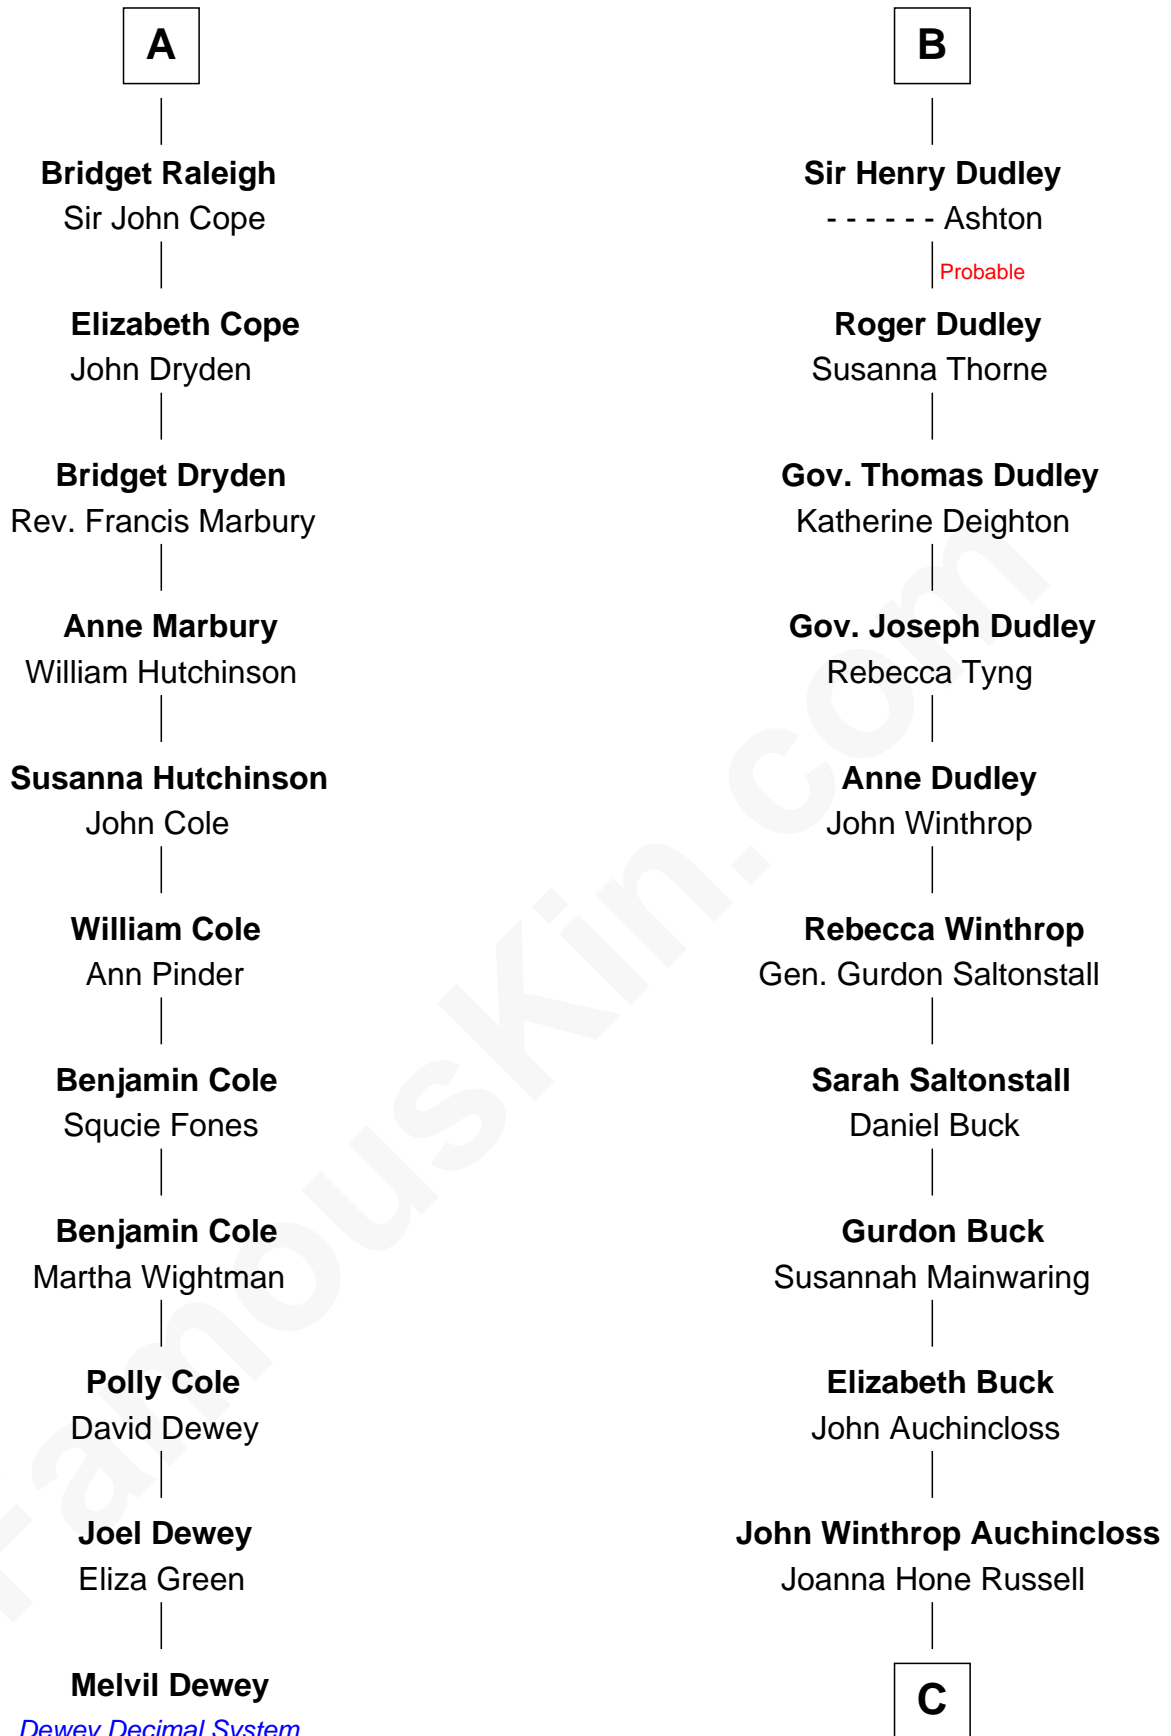 A
Bridget Raleigh
Sir John Cope
Elizabeth Cope
John Dryden
Bridget Dryden
Rev. Francis Marbury
Anne Marbury
William Hutchinson
Susanna Hutchinson
John Cole
William Cole
Ann Pinder
Benjamin Cole
Squcie Fones
Benjamin Cole
Martha Wightman
Polly Cole
David Dewey
Joel Dewey
Eliza Green
Melvil Dewey
Dewey Decimal System
B
Sir Henry Dudley
- - - - - - Ashton
Probable
Roger Dudley
Susanna Thorne
Gov. Thomas Dudley
Katherine Deighton
Gov. Joseph Dudley
Rebecca Tyng
Anne Dudley
John Winthrop
Rebecca Winthrop
Gen. Gurdon Saltonstall
Sarah Saltonstall
Daniel Buck
Gurdon Buck
Susannah Mainwaring
Elizabeth Buck
John Auchincloss
John Winthrop Auchincloss
Joanna Hone Russell
C
FamousKin.com